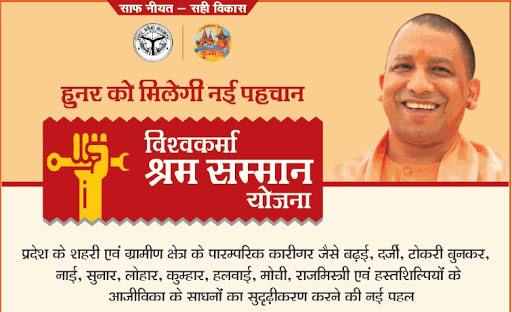 साफ नीयत – सही विकास
कुम्भ
हुनर को मिलेगी नई पहचान
विश्वकर्मा
श्रम सम्मान
योजना
प्रदेश के शहरी एवं ग्रामीण क्षेत्र के पारम्परिक कारीगर जैसे बढ़ई, दर्जी, टोकरी बुनकर,
नाई, सुनार, लोहार, कुम्हार, हलवाई, मोची, राजमिस्त्री एवं हस्तशिल्पियों के
आजीविका के साधनों का सुदृढ़ीकरण करने की नई पहल